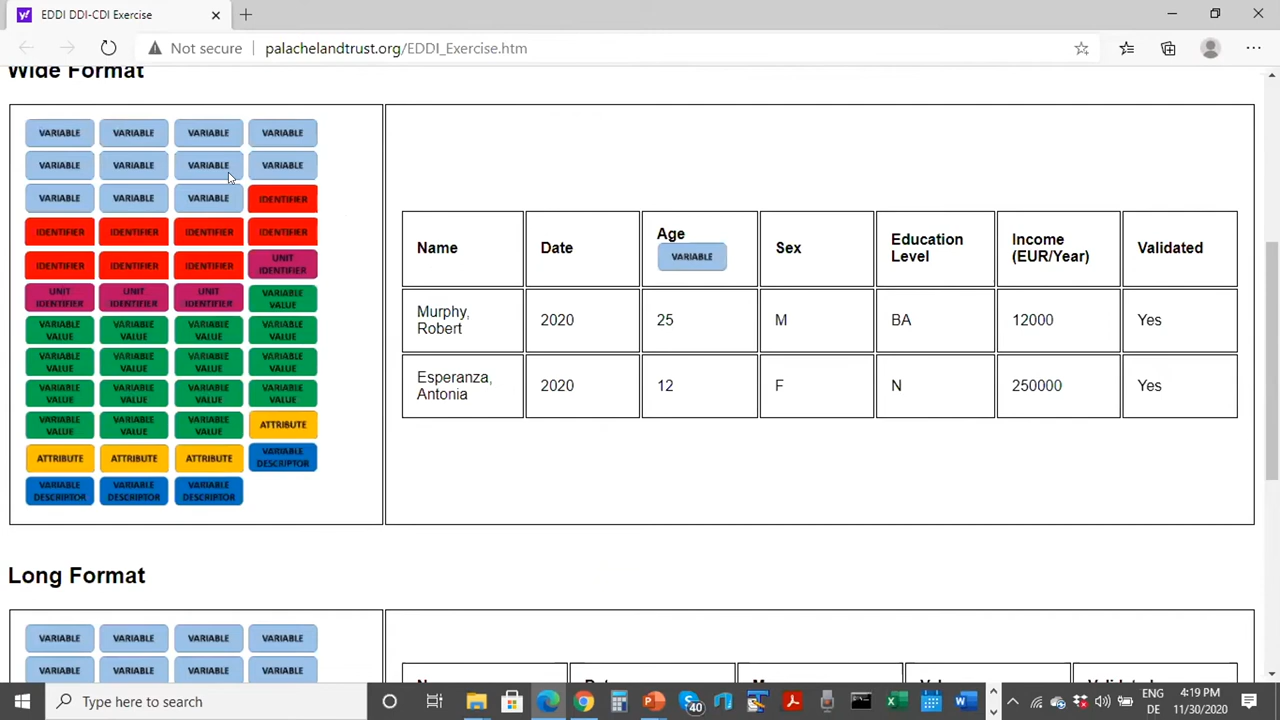 EDDI DDI-CDI Exercise
Not secure palachelandtrust.org/EDDI_Exercise.htm
Wide Format
VARIABLE VARIABLE VARIABLE VARIABLE
VARIABLE VARIABLE VARIABLE VARIABLE
VARIABLE VARIABLE VARIABLE IDENTIFIER
IDENTIFIER IDENTIFIER IDENTIFIER IDENTIFIER
IDENTIFIER IDENTIFIER IDENTIFIER UNIT IDENTIFIER
UNIT IDENTIFIER UNIT IDENTIFIER UNIT IDENTIFIER VARIABLE VALUE
VARIABLE VALUE VARIABLE VALUE VARIABLE VALUE VARIABLE VALUE
VARIABLE VALUE VARIABLE VALUE VARIABLE VALUE VARIABLE VALUE
VARIABLE VALUE VARIABLE VALUE VARIABLE VALUE VARIABLE VALUE
VARIABLE VALUE VARIABLE VALUE VARIABLE VALUE ATTRIBUTE
ATTRIBUTE ATTRIBUTE ATTRIBUTE VARIABLE DESCRIPTOR
VARIABLE DESCRIPTOR VARIABLE DESCRIPTOR VARIABLE DESCRIPTOR
Name Date Age VARIABLE Sex Education Level Income (EUR/Year) Validated
Murphy, Robert 2020 25 M BA 12000 Yes
Esperanza, Antonia 2020 12 F N 250000 Yes
Long Format
VARIABLE VARIABLE VARIABLE VARIABLE
VARIABLE VARIABLE VARIABLE VARIABLE
Type here to search
40
ENG
DE
4:19 PM
11/30/2020